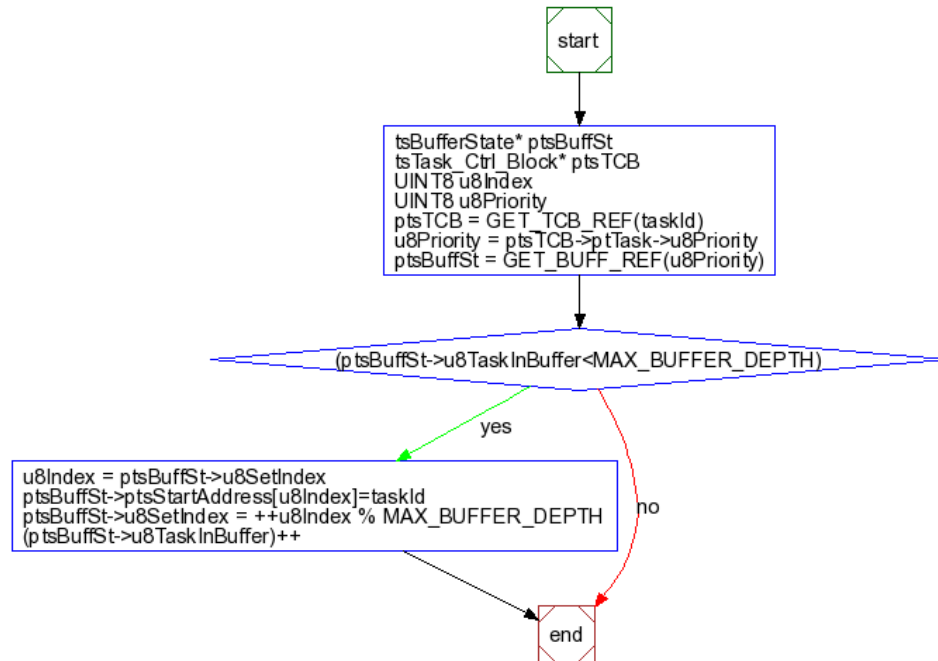 start
tsBufferState* ptsBuffSt
tsTask_Ctrl_Block* ptsTCB
UINT8 u8Index
UINT8 u8Priority
ptsTCB = GET_TCB_REF(taskId)
u8Priority = ptsTCB->ptTask->u8Priority
ptsBuffSt = GET_BUFF_REF(u8Priority)
(ptsBuffSt->u8TaskInBuffer<MAX_BUFFER_DEPTH)
yes
u8Index = ptsBuffSt->u8SetIndex
ptsBuffSt->ptsStartAddress[u8Index]=taskId
ptsBuffSt->u8SetIndex = ++u8Index % MAX_BUFFER_DEPTH
(ptsBuffSt->u8TaskInBuffer)++
no
end